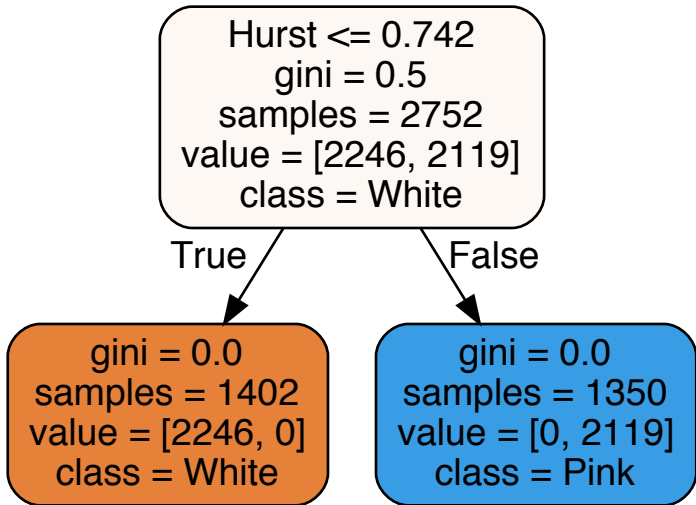 Hurst <= 0.742
gini = 0.5
samples = 2752
value = [2246, 2119]
class = White
True
False
gini = 0.0
samples = 1402
value = [2246, 0]
class = White
gini = 0.0
samples = 1350
value = [0, 2119]
class = Pink